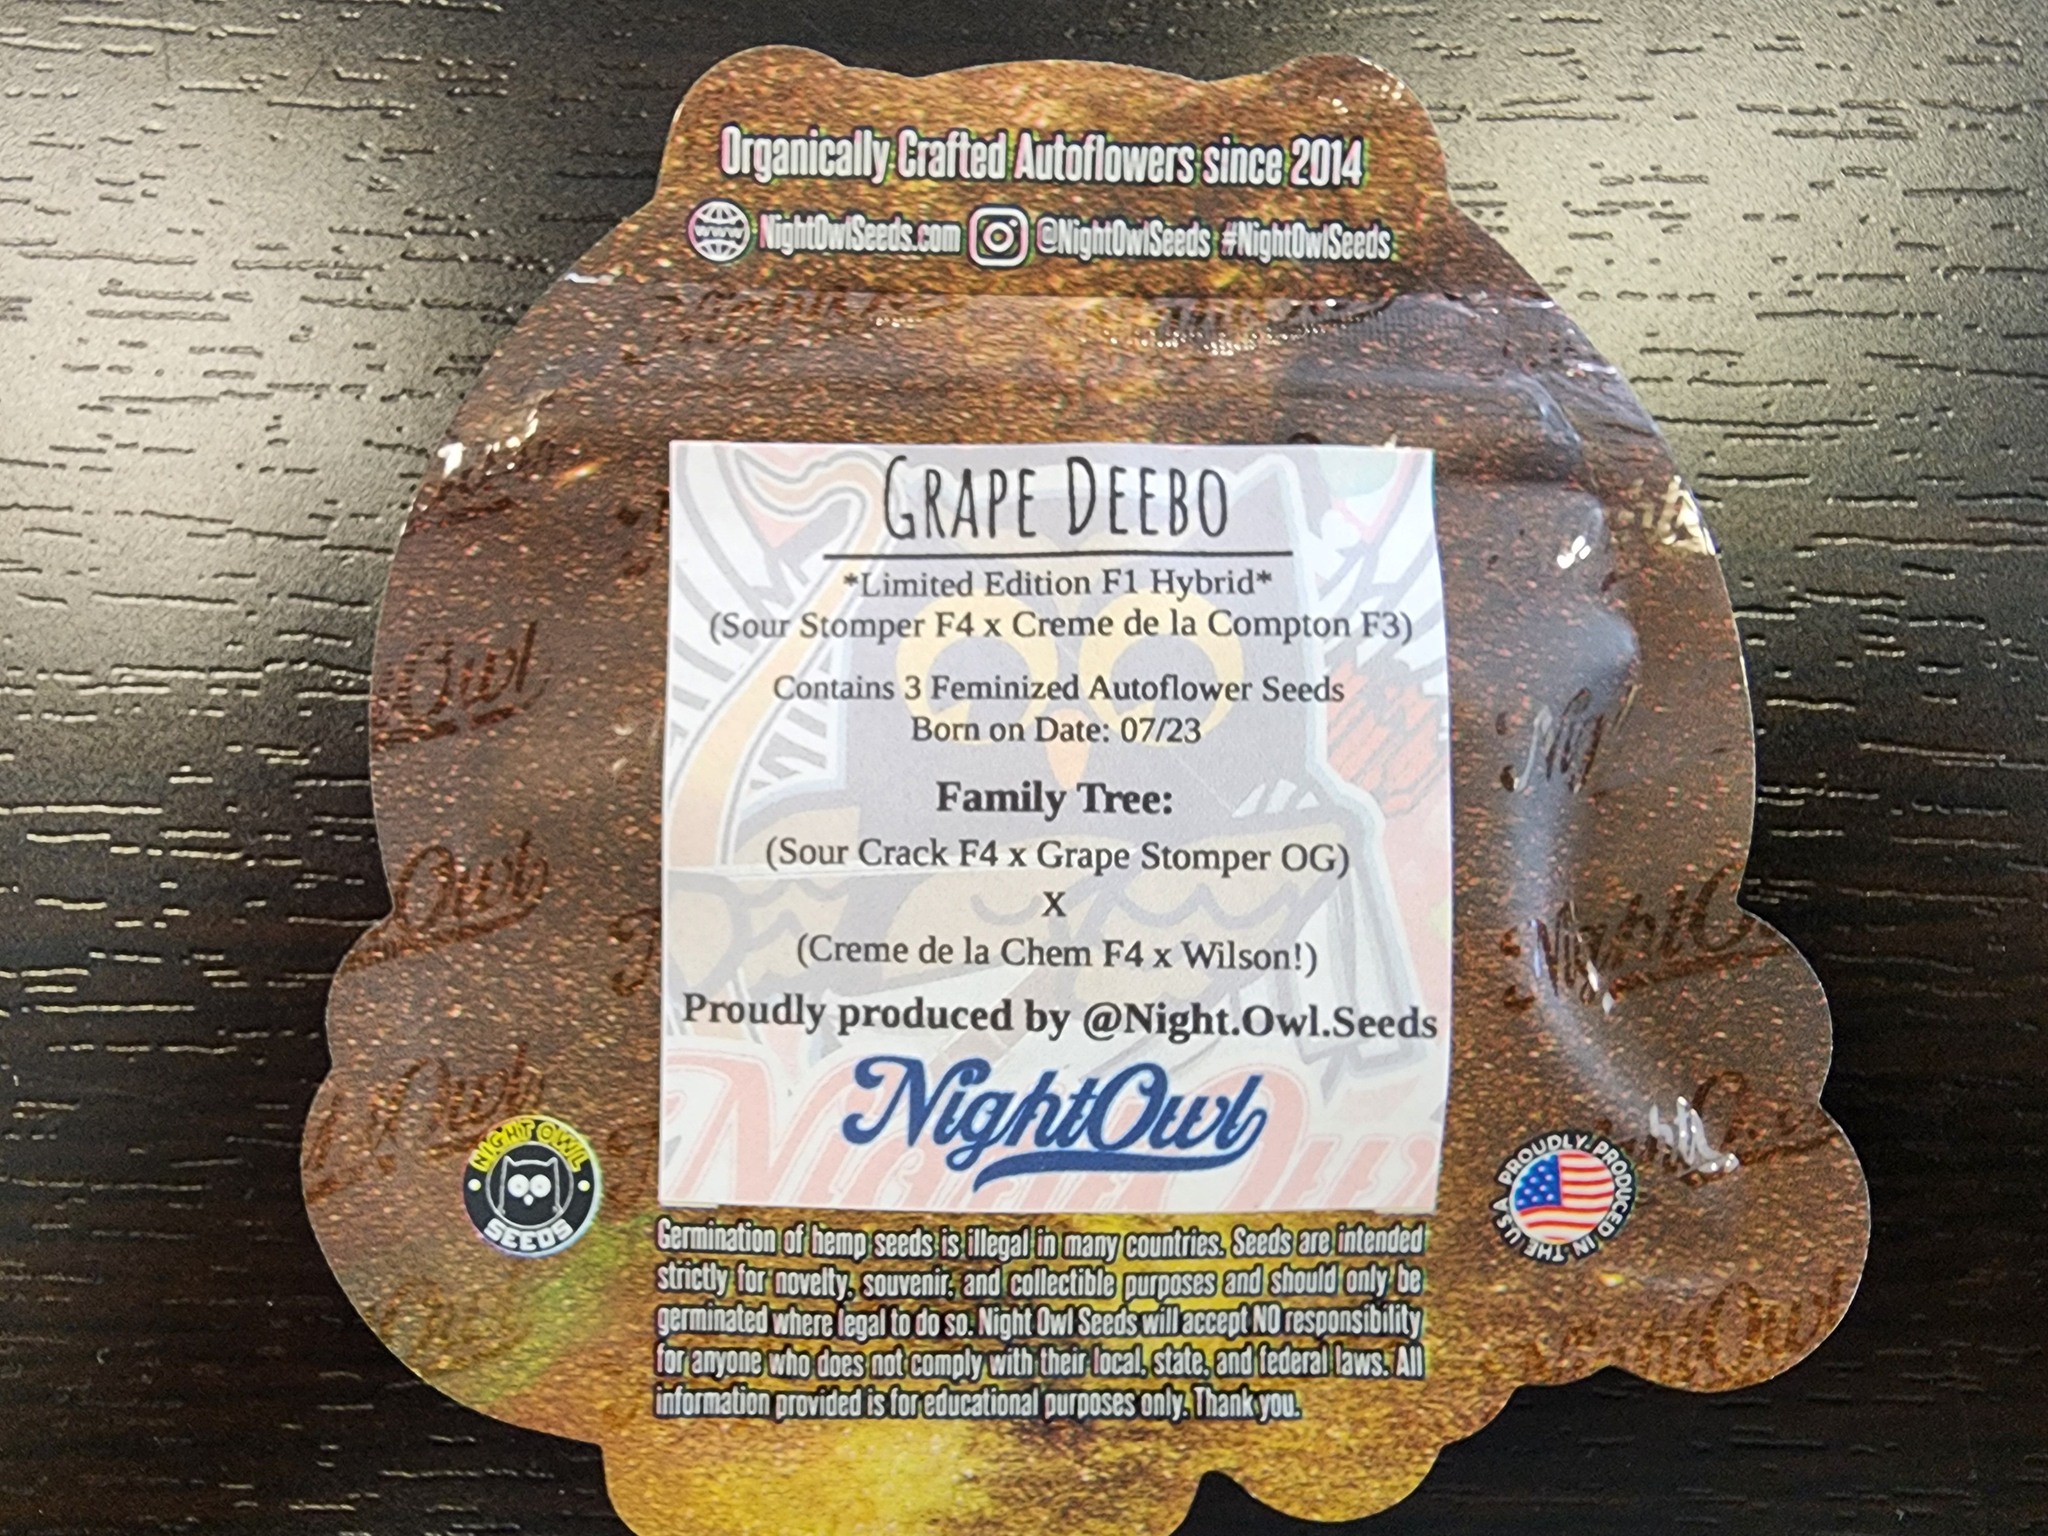 Organically Crafted Autoflowers since 2014
www NightOwlSeeds.com @NightOwlSeeds #NightOwlSeeds
GRAPE DEEBO
*Limited Edition F1 Hybrid*
(Sour Stomper F4 x Creme de la Compton F3)
Contains 3 Feminized Autoflower Seeds
Born on Date: 07/23
Family Tree:
(Sour Crack F4 x Grape Stomper OG)
X
(Creme de la Chem F4 x Wilson!)
Proudly produced by @Night.Owl.Seeds
NightOwl
NIGHT OWL
SEEDS
PROUDLY PRODUCED IN THE USA
Germination of hemp seeds is illegal in many countries. Seeds are intended
strictly for novelty, souvenir, and collectible purposes and should only be
germinated where legal to do so. Night Owl Seeds will accept NO responsibility
for anyone who does not comply with their local, state, and federal laws. All
information provided is for educational purposes only. Thank you.